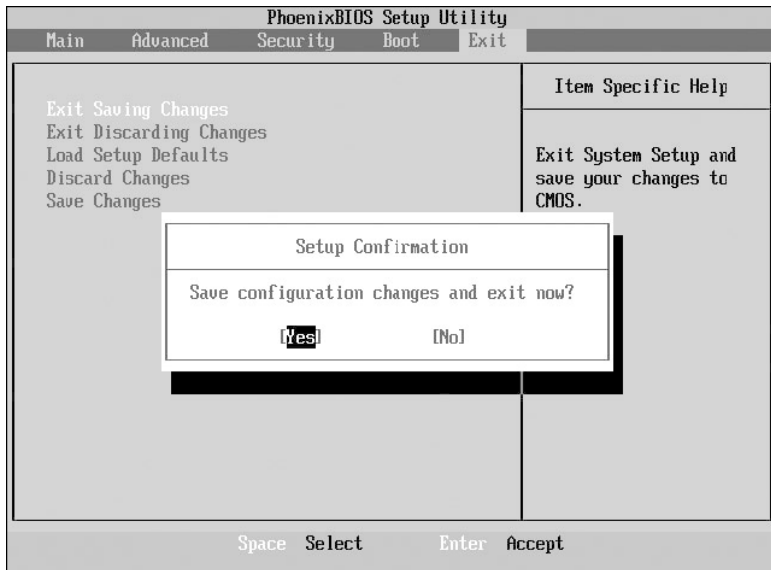 PhoenixBIOS Setup Utility
Main Advanced Security Boot Exit
Exit Saving Changes
Exit Discarding Changes
Load Setup Defaults
Discard Changes
Save Changes
Item Specific Help
Exit System Setup and
save your changes to
CMOS.
Setup Confirmation
Save configuration changes and exit now?
[Yes] [No]
Space Select Enter Accept